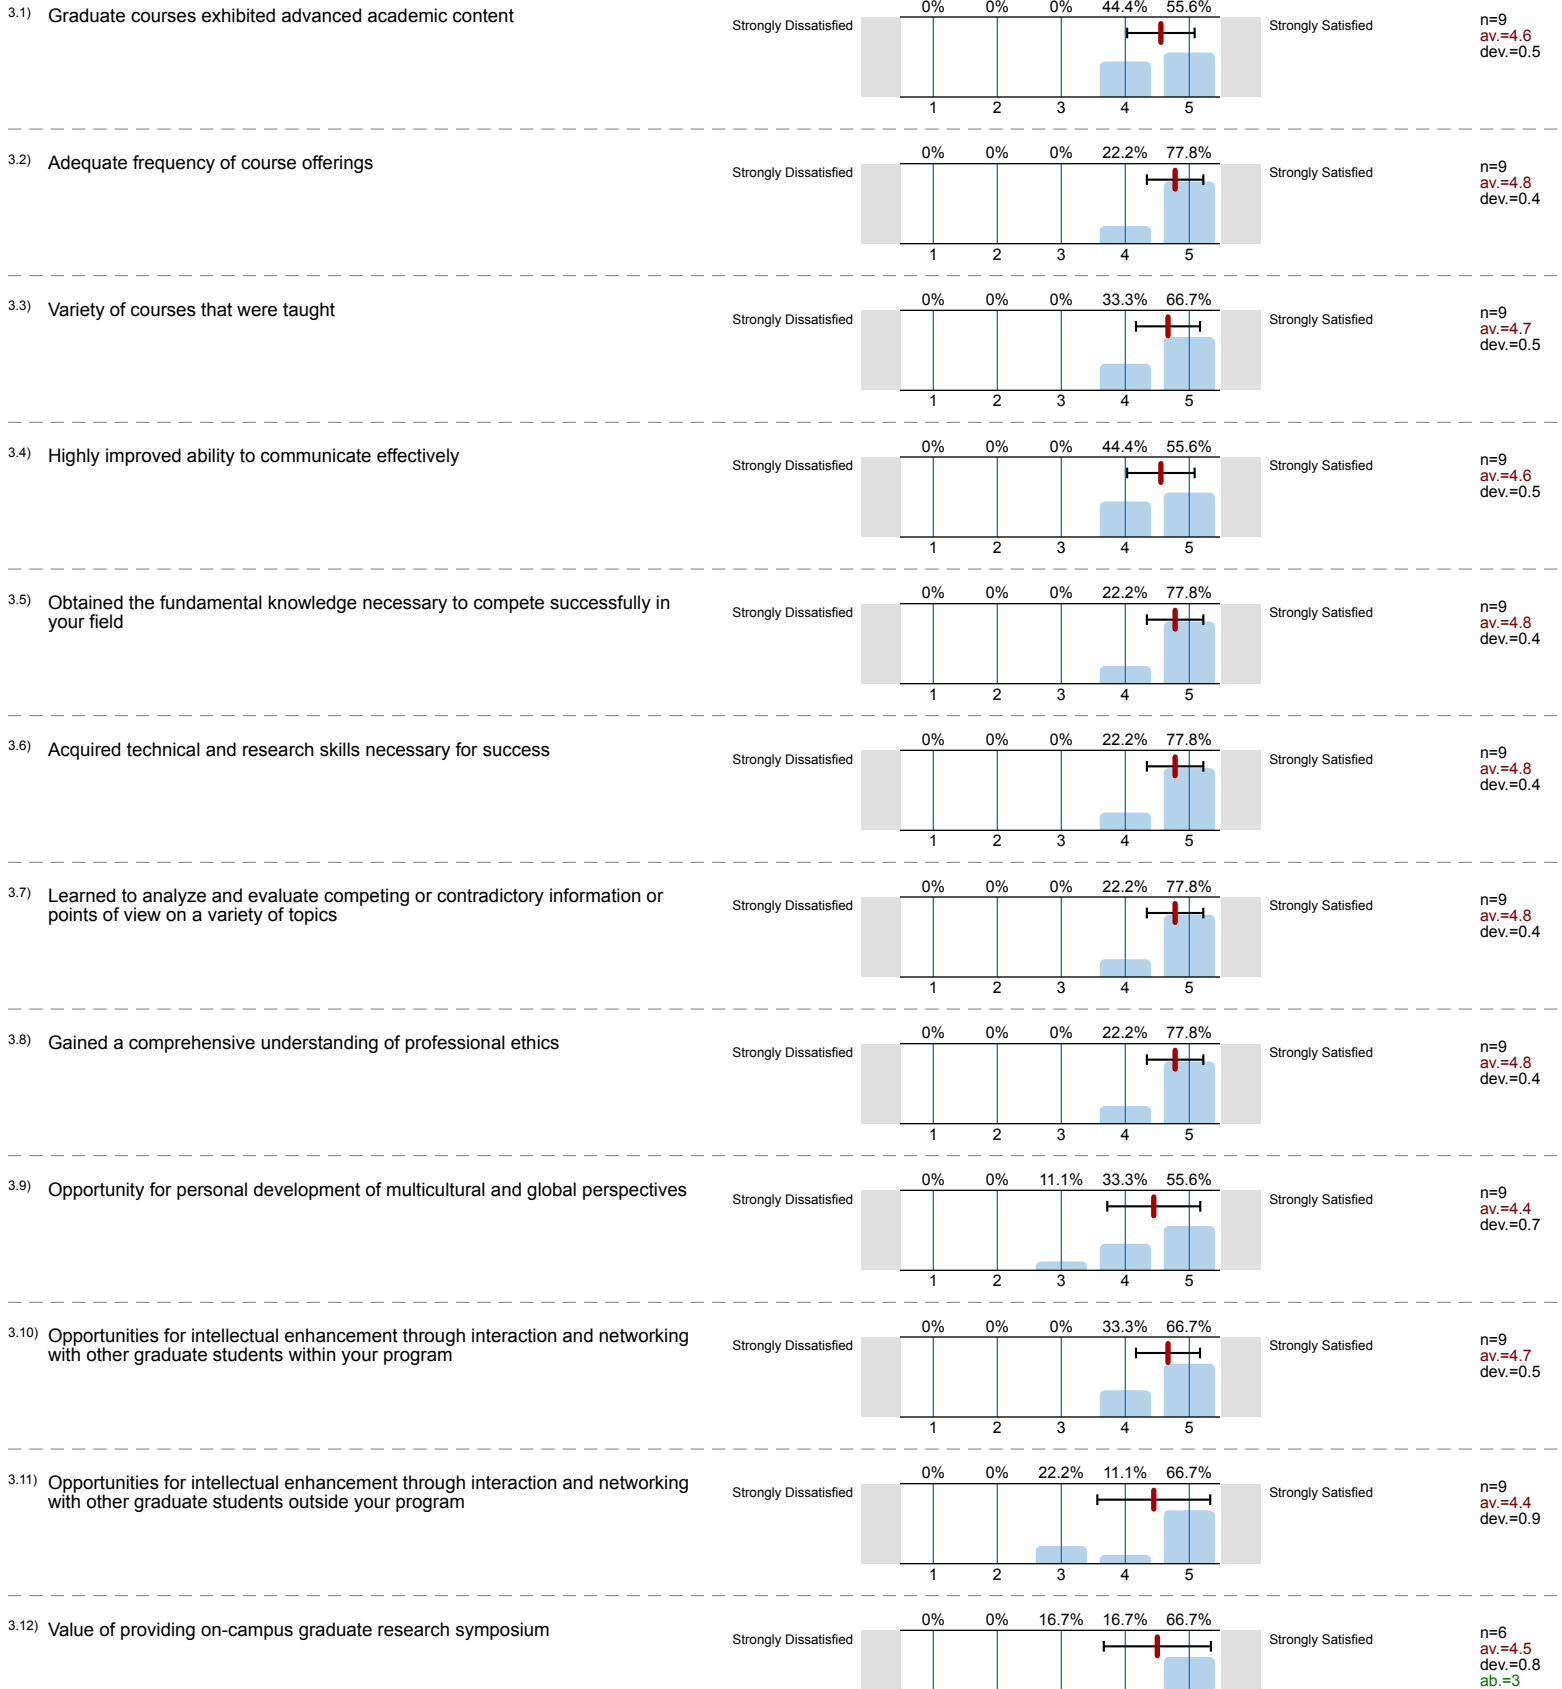 3.1) Graduate courses exhibited advanced academic content
0% 0% 0% 44.4% 55.6%
Strongly Dissatisfied Strongly Satisfied
n=9
av.=4.6
dev.=0.5
1 2 3 4 5
3.2) Adequate frequency of course offerings
0% 0% 0% 22.2% 77.8%
Strongly Dissatisfied Strongly Satisfied
n=9
av.=4.8
dev.=0.4
1 2 3 4 5
3.3) Variety of courses that were taught
0% 0% 0% 33.3% 66.7%
Strongly Dissatisfied Strongly Satisfied
n=9
av.=4.7
dev.=0.5
1 2 3 4 5
3.4) Highly improved ability to communicate effectively
0% 0% 0% 44.4% 55.6%
Strongly Dissatisfied Strongly Satisfied
n=9
av.=4.6
dev.=0.5
1 2 3 4 5
3.5) Obtained the fundamental knowledge necessary to compete successfully in
your field
0% 0% 0% 22.2% 77.8%
Strongly Dissatisfied Strongly Satisfied
n=9
av.=4.8
dev.=0.4
1 2 3 4 5
3.6) Acquired technical and research skills necessary for success
0% 0% 0% 22.2% 77.8%
Strongly Dissatisfied Strongly Satisfied
n=9
av.=4.8
dev.=0.4
1 2 3 4 5
3.7) Learned to analyze and evaluate competing or contradictory information or
points of view on a variety of topics
0% 0% 0% 22.2% 77.8%
Strongly Dissatisfied Strongly Satisfied
n=9
av.=4.8
dev.=0.4
1 2 3 4 5
3.8) Gained a comprehensive understanding of professional ethics
0% 0% 0% 22.2% 77.8%
Strongly Dissatisfied Strongly Satisfied
n=9
av.=4.8
dev.=0.4
1 2 3 4 5
3.9) Opportunity for personal development of multicultural and global perspectives
0% 0% 11.1% 33.3% 55.6%
Strongly Dissatisfied Strongly Satisfied
n=9
av.=4.4
dev.=0.7
1 2 3 4 5
3.10) Opportunities for intellectual enhancement through interaction and networking
with other graduate students within your program
0% 0% 0% 33.3% 66.7%
Strongly Dissatisfied Strongly Satisfied
n=9
av.=4.7
dev.=0.5
1 2 3 4 5
3.11) Opportunities for intellectual enhancement through interaction and networking
with other graduate students outside your program
0% 0% 22.2% 11.1% 66.7%
Strongly Dissatisfied Strongly Satisfied
n=9
av.=4.4
dev.=0.9
1 2 3 4 5
3.12) Value of providing on-campus graduate research symposium
0% 0% 16.7% 16.7% 66.7%
Strongly Dissatisfied Strongly Satisfied
n=6
av.=4.5
dev.=0.8
ab.=3